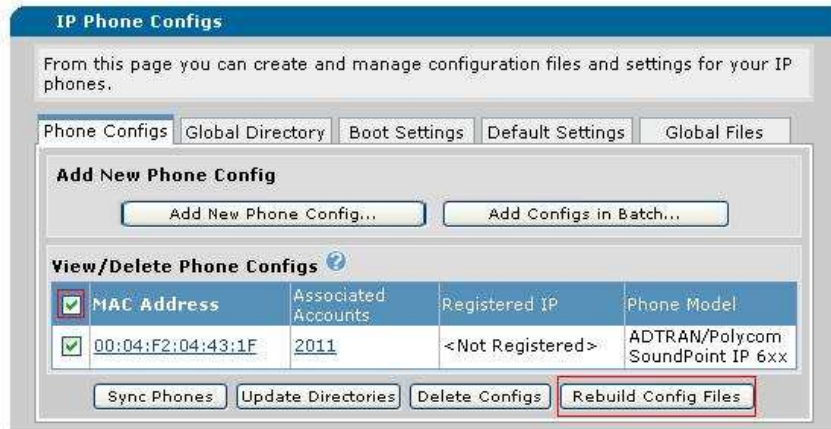 IP Phone Configs
From this page you can create and manage configuration files and settings for your IP
phones.
Phone Configs Global Directory Boot Settings Default Settings Global Files
Add New Phone Config
Add New Phone Config... Add Configs in Batch...
View/Delete Phone Configs ?
MAC Address Associated Accounts Registered IP Phone Model
00:04:F2:04:43:1F 2011 <Not Registered> ADTRAN/Polycom SoundPoint IP 6xx
Sync Phones Update Directories Delete Configs Rebuild Config Files